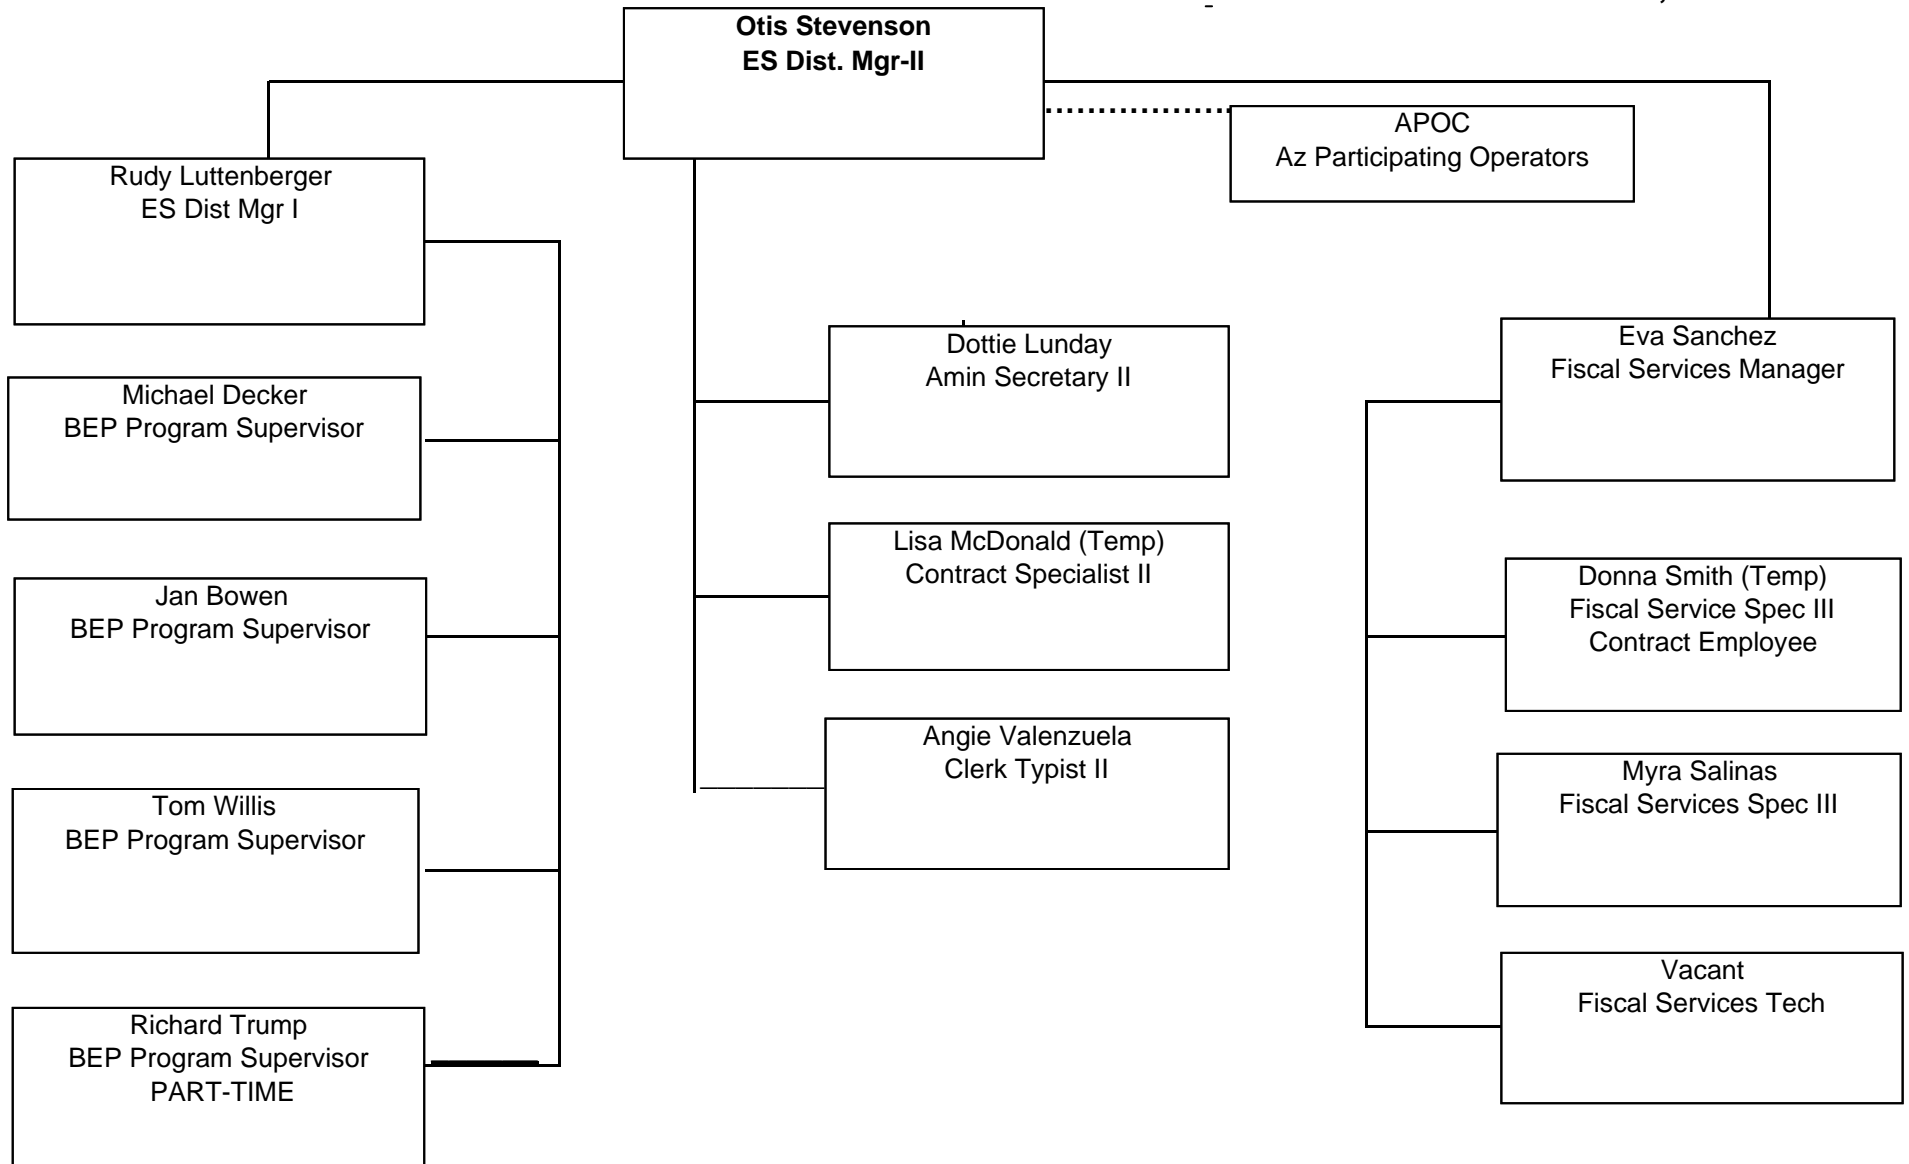 Otis Stevenson
ES Dist. Mgr-II
APOC
Az Participating Operators
Rudy Luttenberger
ES Dist Mgr I
Michael Decker
BEP Program Supervisor
Jan Bowen
BEP Program Supervisor
Tom Willis
BEP Program Supervisor
Richard Trump
BEP Program Supervisor
PART-TIME
Dottie Lunday
Amin Secretary II
Lisa McDonald (Temp)
Contract Specialist II
Angie Valenzuela
Clerk Typist II
Eva Sanchez
Fiscal Services Manager
Donna Smith (Temp)
Fiscal Service Spec III
Contract Employee
Myra Salinas
Fiscal Services Spec III
Vacant
Fiscal Services Tech